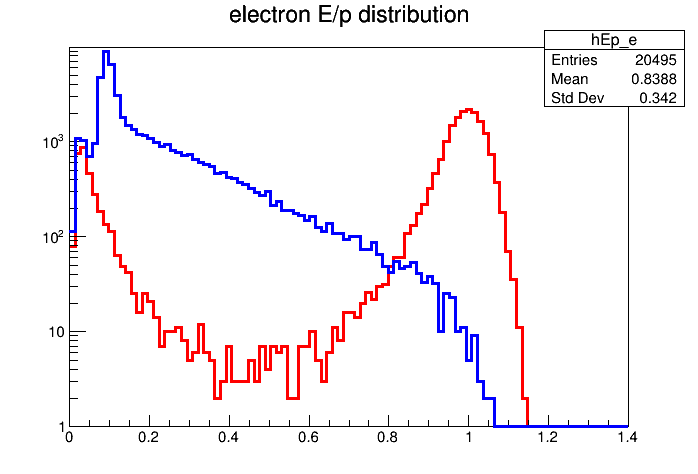 electron E/p distribution
hEp_e
Entries 20495
Mean 0.8388
Std Dev 0.342
10³
10²
10
1
0 0.2 0.4 0.6 0.8 1 1.2 1.4